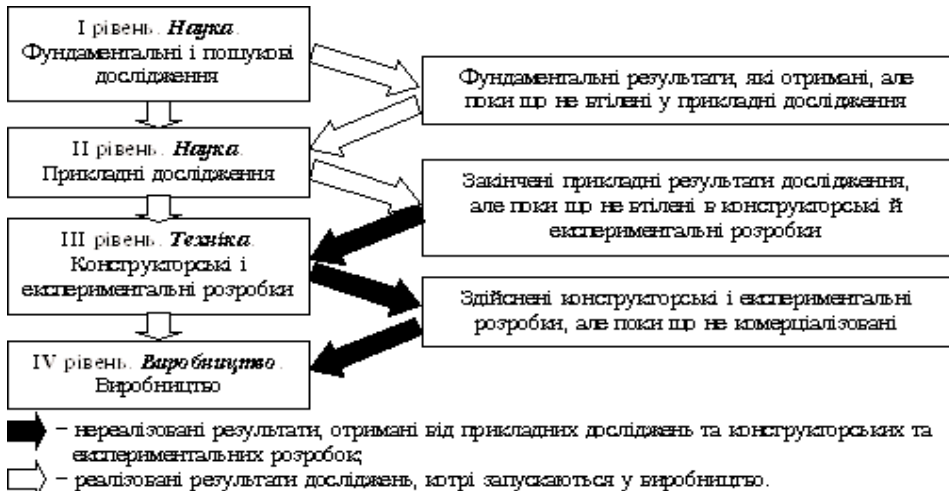 І рівень. Наука.
Фундаментальні і пошукові
дослідження
Фундаментальні результати, які отримані, але
поки що не втілені у прикладні дослідження
ІІ рівень. Наука.
Прикладні дослідження
Закінчені прикладні результати дослідження,
але поки що не втілені в конструкторські й
експериментальні розробки
ІІІ рівень. Техніка.
Конструкторські і
експериментальні розробки
Здійснені конструкторські і експериментальні
розробки, але поки що не комерціалізовані
IV рівень. Виробництво.
Виробництво
– нереалізовані результати, отримані від прикладних досліджень та конструкторських та
експериментальних розробок;
– реалізовані результати досліджень, котрі запускаються у виробництво.